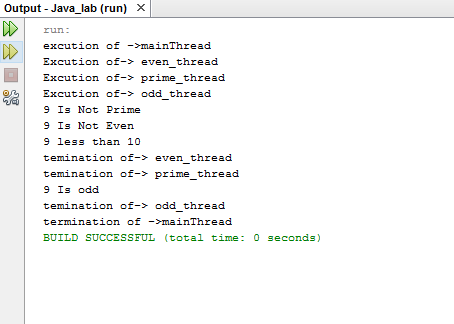 Output - Java_lab (run)
run:
excution of ->mainThread
Excution of-> even_thread
Excution of-> prime_thread
Excution of-> odd_thread
9 Is Not Prime
9 Is Not Even
9 less than 10
temination of-> even_thread
temination of-> prime_thread
9 Is odd
temination of-> odd_thread
termination of ->mainThread
BUILD SUCCESSFUL (total time: 0 seconds)